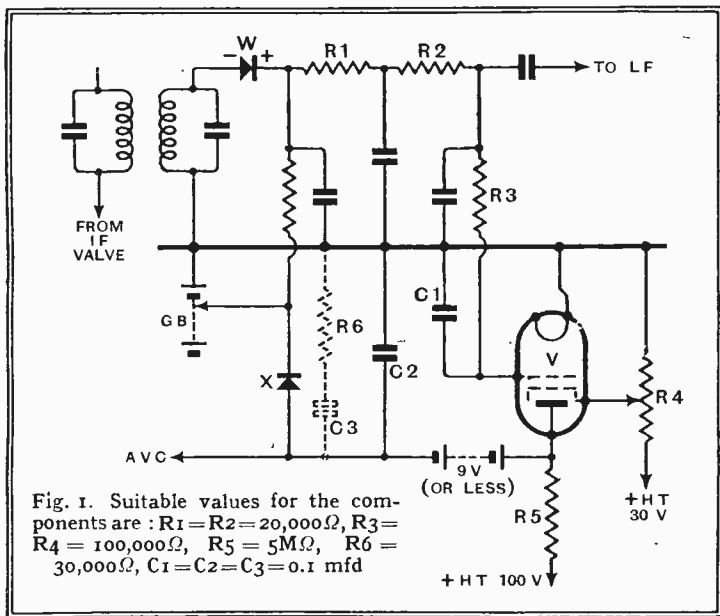 W
- +
R1
R2
TO LF
FROM
IF
VALVE
R3
GB
C1
R6
C2
V
X
R4
C3
AVC
9V
(OR LESS)
+HT
30 V
R5
+HT 100 V
Fig. 1. Suitable values for the com-
ponents are : R1=R2=20,000Ω, R3=
R4 = 100,000Ω, R5 = 5MΩ, R6 =
30,000Ω, C1=C2=C3=0.1 mfd